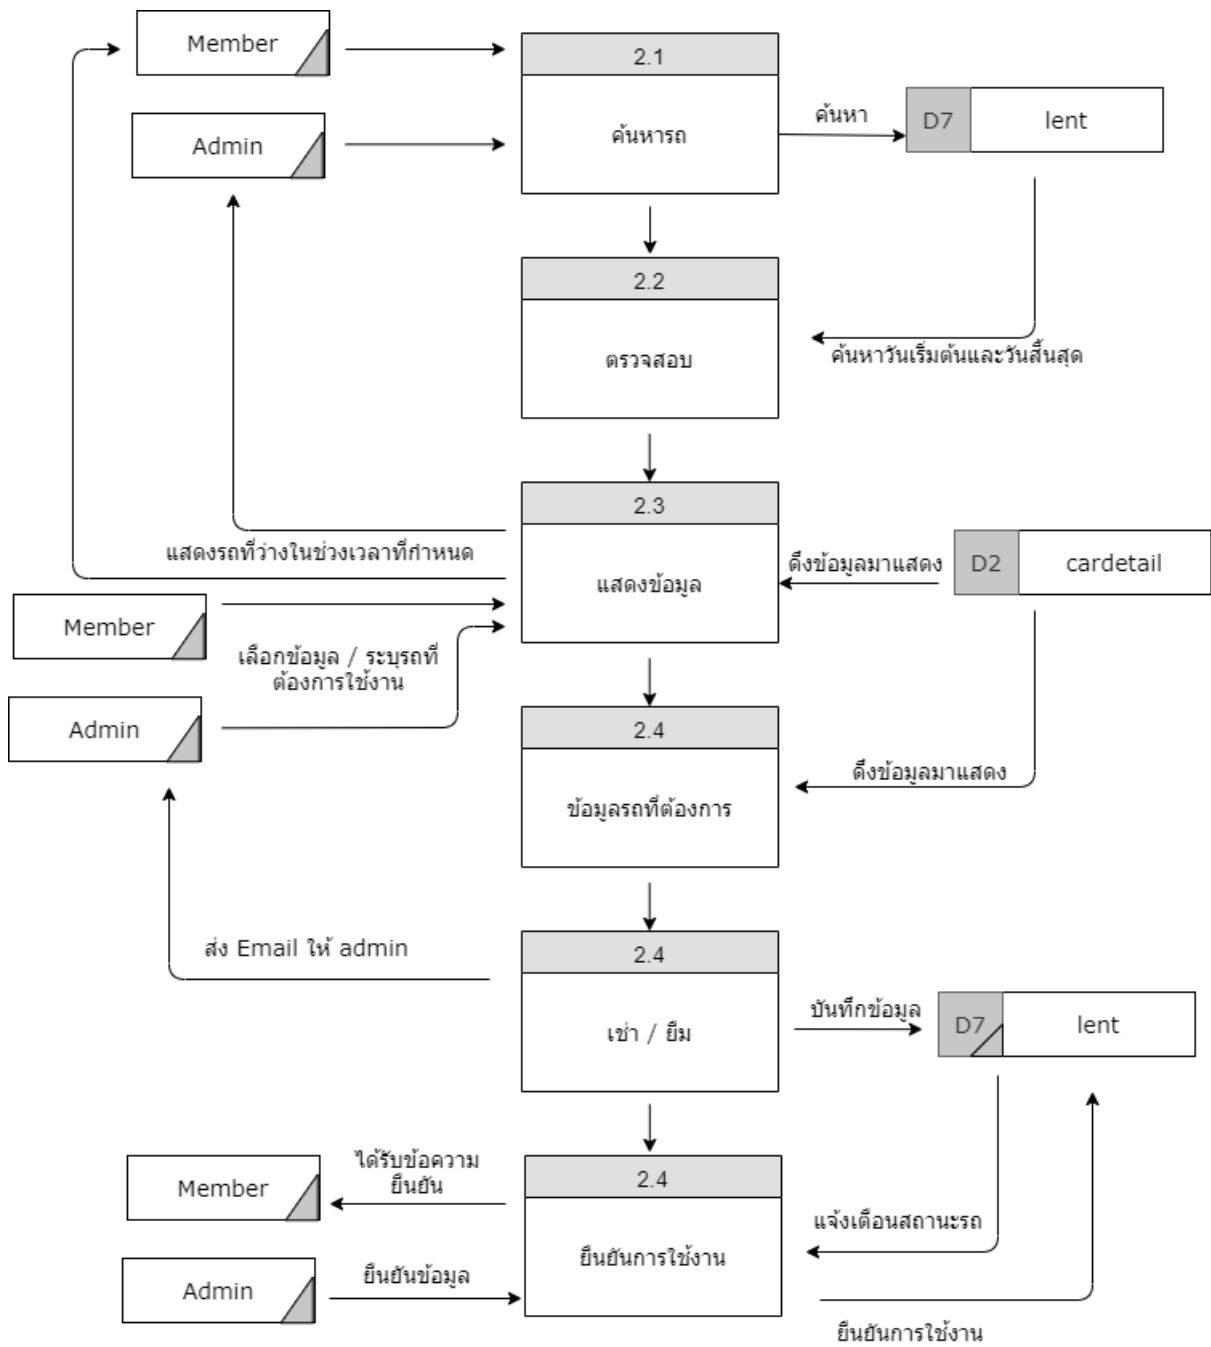 Member
2.1
Admin
ค้นหารถ
ค้นหา
D7
lent
2.2
ตรวจสอบ
ค้นหาวันเริ่มต้นและวันสิ้นสุด
2.3
แสดงรถที่ว่างในช่วงเวลาที่กำหนด
แสดงข้อมูล
ดึงข้อมูลมาแสดง
D2
cardetail
Member
เลือกข้อมูล / ระบุรถที่
ต้องการใช้งาน
Admin
2.4
ข้อมูลรถที่ต้องการ
ดึงข้อมูลมาแสดง
ส่ง Email ให้ admin
2.4
เช่า / ยืม
บันทึกข้อมูล
D7
lent
Member
ได้รับข้อความ
ยืนยัน
2.4
ยืนยันการใช้งาน
แจ้งเตือนสถานะรถ
Admin
ยืนยันข้อมูล
ยืนยันการใช้งาน